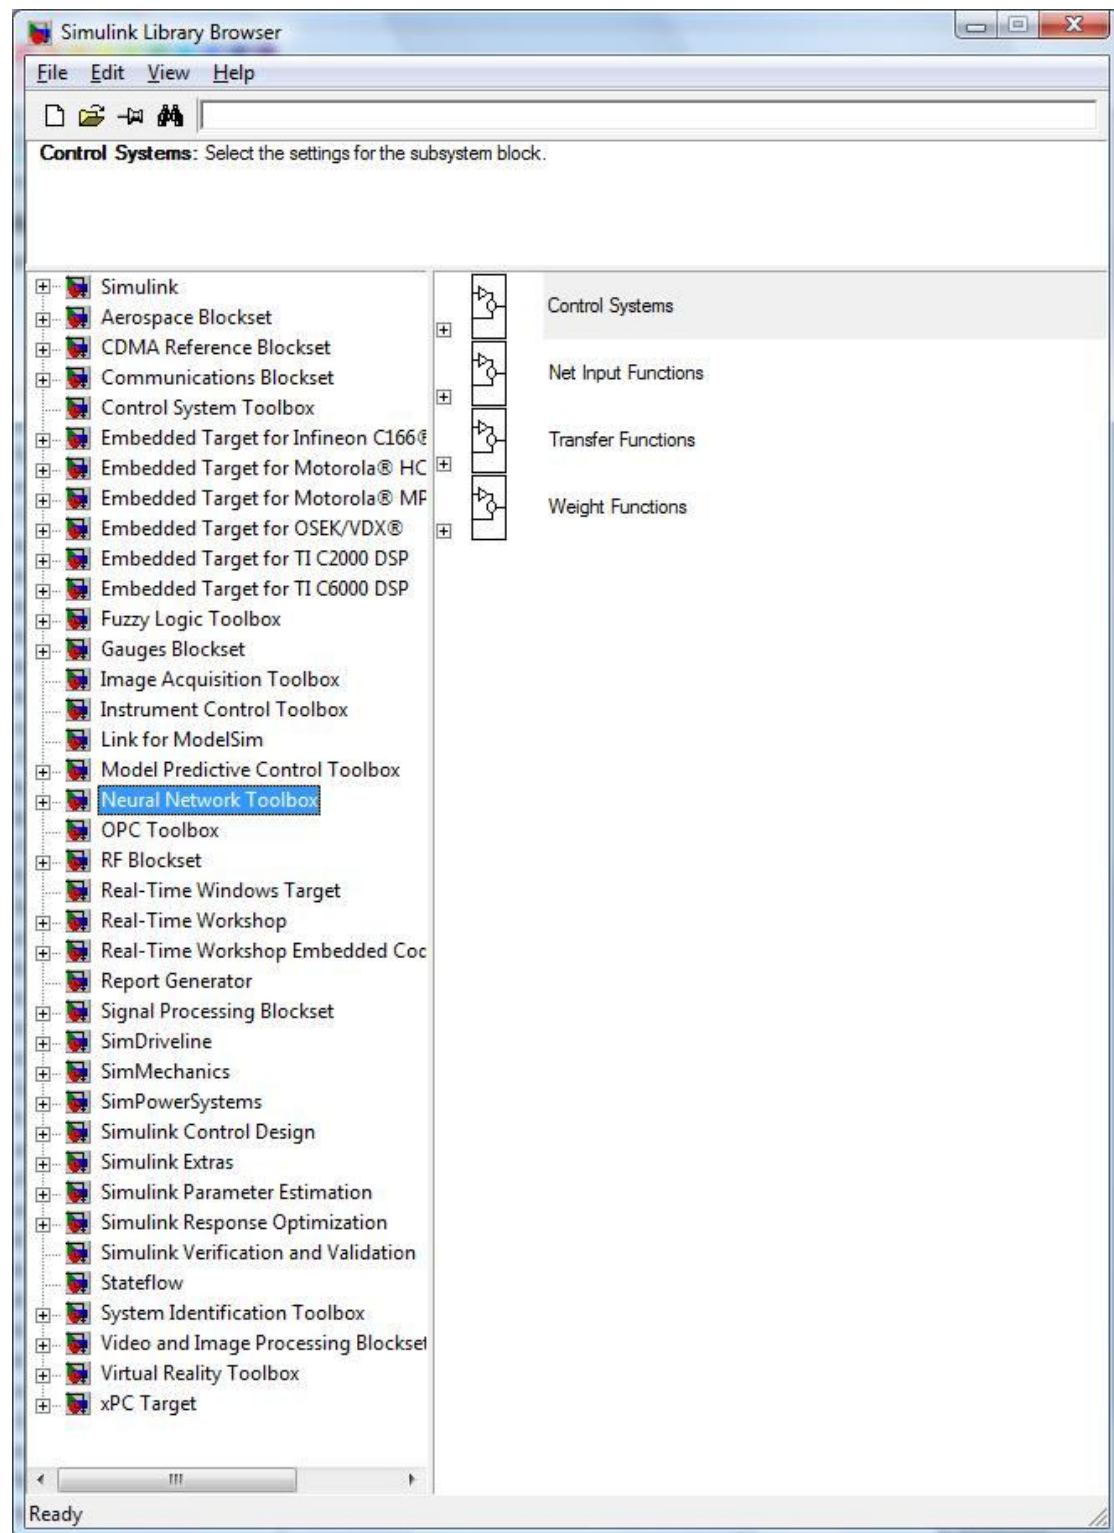 Simulink Library Browser
File Edit View Help
Control Systems: Select the settings for the subsystem block.
Simulink
Aerospace Blockset
CDMA Reference Blockset
Communications Blockset
Control System Toolbox
Embedded Target for Infineon C166®
Embedded Target for Motorola® HC
Embedded Target for Motorola® MP
Embedded Target for OSEK/VDX®
Embedded Target for TI C2000 DSP
Embedded Target for TI C6000 DSP
Fuzzy Logic Toolbox
Gauges Blockset
Image Acquisition Toolbox
Instrument Control Toolbox
Link for ModelSim
Model Predictive Control Toolbox
Neural Network Toolbox
OPC Toolbox
RF Blockset
Real-Time Windows Target
Real-Time Workshop
Real-Time Workshop Embedded Coc
Report Generator
Signal Processing Blockset
SimDriveline
SimMechanics
SimPowerSystems
Simulink Control Design
Simulink Extras
Simulink Parameter Estimation
Simulink Response Optimization
Simulink Verification and Validation
Stateflow
System Identification Toolbox
Video and Image Processing Blockset
Virtual Reality Toolbox
xPC Target
Control Systems
Net Input Functions
Transfer Functions
Weight Functions
Ready